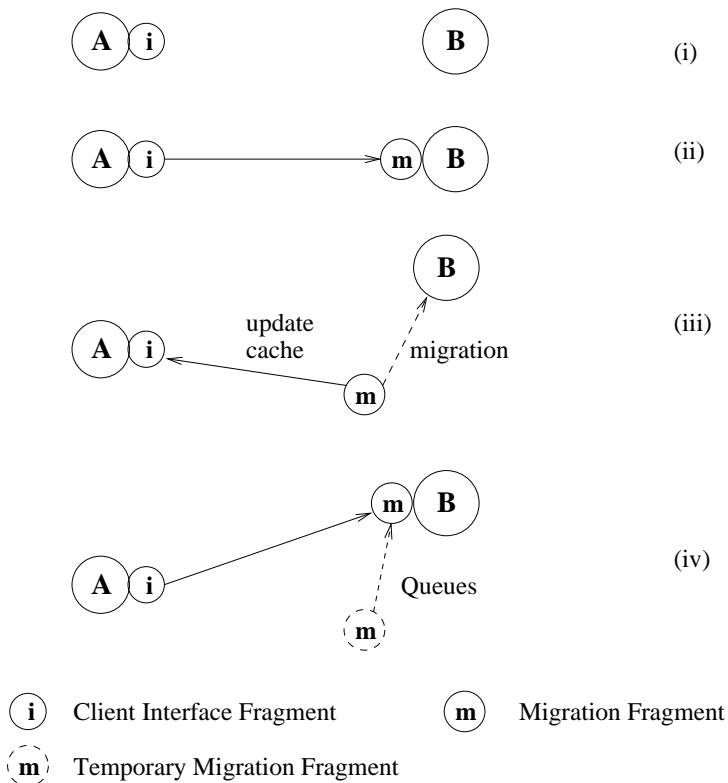 A i B (i)
A i m B (ii)
B
update
cache
A i migration (iii)
m
m B
A i Queues (iv)
m
i Client Interface Fragment m Migration Fragment
m Temporary Migration Fragment